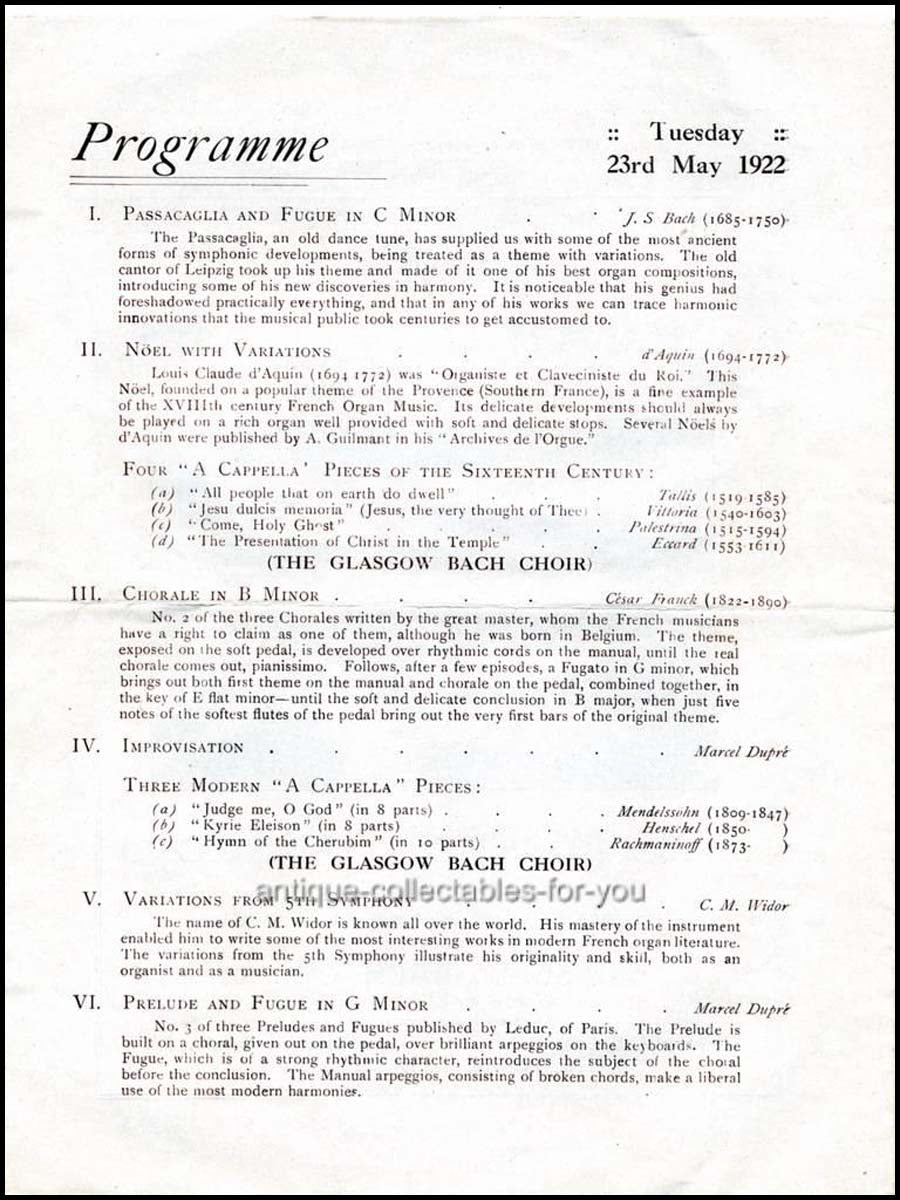 Programme
:: Tuesday ::
23rd May 1922
I. PASSACAGLIA AND FUGUE IN C MINOR . . J. S Bach (1685-1750)
The Passacaglia, an old dance tune, has supplied us with some of the most ancient
forms of symphonic developments, being treated as a theme with variations. The old
cantor of Leipzig took up his theme and made of it one of his best organ compositions,
introducing some of his new discoveries in harmony. It is noticeable that his genius had
foreshadowed practically everything, and that in any of his works we can trace harmonic
innovations that the musical public took centuries to get accustomed to.
II. NÖEL WITH VARIATIONS . . . . d'Aquin (1694-1772)
Louis Claude d'Aquin (1694 1772) was "Organiste et Claveciniste du Roi." This
Nöel, founded on a popular theme of the Provence (Southern France), is a fine example
of the XVIIIth century French Organ Music. Its delicate developments should always
be played on a rich organ well provided with soft and delicate stops. Several Nöels by
d'Aquin were published by A. Guilmant in his "Archives de l'Orgue."
FOUR "A CAPPELLA' PIECES OF THE SIXTEENTH CENTURY:
(a) "All people that on earth do dwell" . . . Tallis (1519 1585)
(b) "Jesu dulcis memoria" (Jesus, the very thought of Thee) . Vittoria (1540-1603)
(c) "Come, Holy Ghost" . . . . Palestrina (1515-1594)
(d) "The Presentation of Christ in the Temple" . . Eccard (1553-1611)
(THE GLASGOW BACH CHOIR)
III. CHORALE IN B MINOR . . . . . César Franck (1822-1890)
No. 2 of the three Chorales written by the great master, whom the French musicians
have a right to claim as one of them, although he was born in Belgium. The theme,
exposed on the soft pedal, is developed over rhythmic cords on the manual, until the real
chorale comes out, pianissimo. Follows, after a few episodes, a Fugato in G minor, which
brings out both first theme on the manual and chorale on the pedal, combined together, in
the key of E flat minor—until the soft and delicate conclusion in B major, when just five
notes of the softest flutes of the pedal bring out the very first bars of the original theme.
IV. IMPROVISATION . . . . . . . Marcel Dupré
THREE MODERN "A CAPPELLA" PIECES:
(a) "Judge me, O God" (in 8 parts) . . . . Mendelssohn (1809-1847)
(b) "Kyrie Eleison" (in 8 parts) . . . . Henschel (1850- )
(c) "Hymn of the Cherubim" (in 10 parts) . . . Rachmaninoff (1873- )
(THE GLASGOW BACH CHOIR)
antique-collectables-for-you
V. VARIATIONS FROM 5TH SYMPHONY . . . . C. M. Widor
The name of C. M. Widor is known all over the world. His mastery of the instrument
enabled him to write some of the most interesting works in modern French organ literature.
The variations from the 5th Symphony illustrate his originality and skill, both as an
organist and as a musician.
VI. PRELUDE AND FUGUE IN G MINOR . . . . Marcel Dupré
No. 3 of three Preludes and Fugues published by Leduc, of Paris. The Prelude is
built on a choral, given out on the pedal, over brilliant arpeggios on the keyboards. The
Fugue, which is of a strong rhythmic character, reintroduces the subject of the choral
before the conclusion. The Manual arpeggios, consisting of broken chords, make a liberal
use of the most modern harmonies.